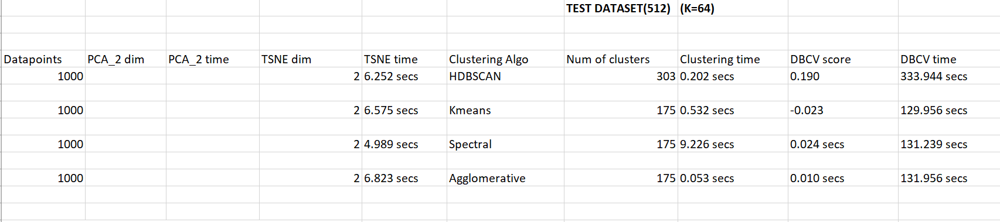 TEST DATASET(512) (K=64)
Datapoints PCA_2 dim PCA_2 time TSNE dim TSNE time Clustering Algo Num of clusters Clustering time DBCV score DBCV time
1000 2 6.252 secs HDBSCAN 303 0.202 secs 0.190 333.944 secs
1000 2 6.575 secs Kmeans 175 0.532 secs -0.023 129.956 secs
1000 2 4.989 secs Spectral 175 9.226 secs 0.024 secs 131.239 secs
1000 2 6.823 secs Agglomerative 175 0.053 secs 0.010 secs 131.956 secs